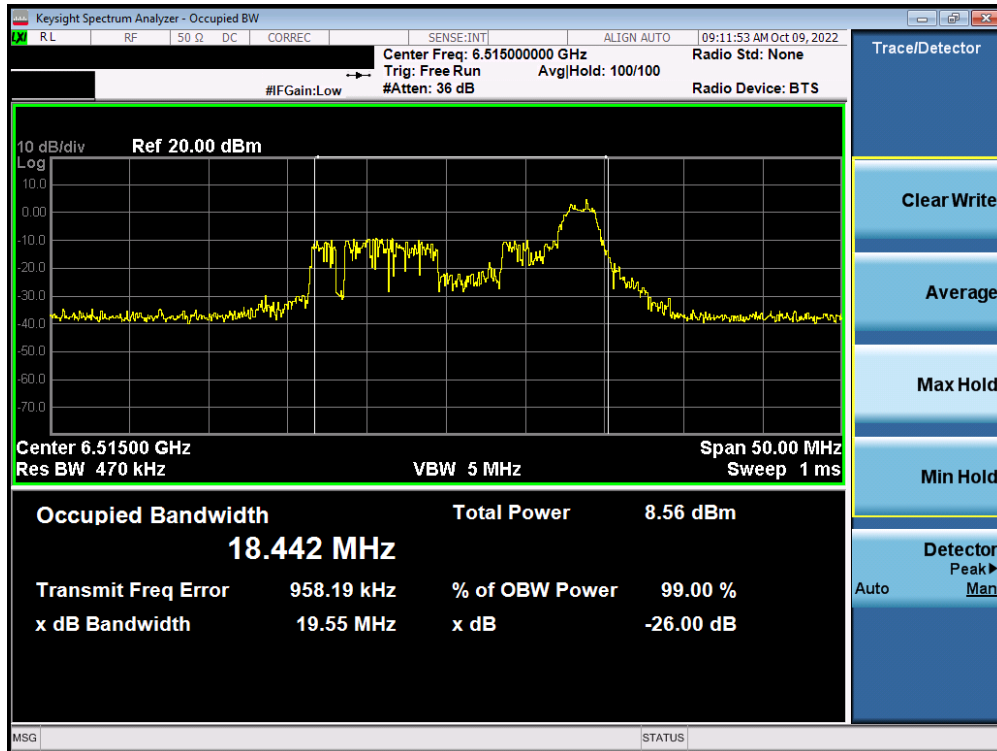 Keysight Spectrum Analyzer - Occupied BW
LXI RL RF 50 Ω DC CORREC SENSE:INT ALIGN AUTO 09:11:53 AM Oct 09, 2022
Center Freq: 6.515000000 GHz Radio Std: None
Trig: Free Run Avg|Hold: 100/100
#IFGain:Low #Atten: 36 dB Radio Device: BTS
10 dB/div Ref 20.00 dBm
Log
10.0
0.00
-10.0
-20.0
-30.0
-40.0
-50.0
-60.0
-70.0
Center 6.51500 GHz Span 50.00 MHz
Res BW 470 kHz VBW 5 MHz Sweep 1 ms
Occupied Bandwidth Total Power 8.56 dBm
18.442 MHz
Transmit Freq Error 958.19 kHz % of OBW Power 99.00 %
x dB Bandwidth 19.55 MHz x dB -26.00 dB
MSG STATUS
Trace/Detector
Clear Write
Average
Max Hold
Min Hold
Detector
Peak▶
Auto Man